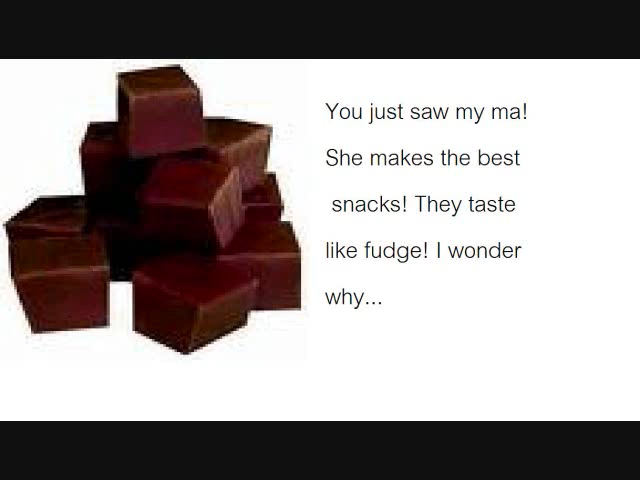 You just saw my ma!
She makes the best
snacks! They taste
like fudge! I wonder
why...